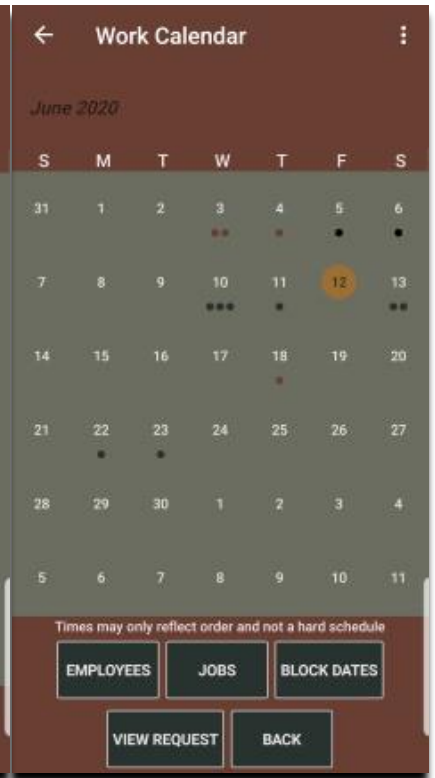 Work Calendar
June 2020
S M T W T F S
31 1 2 3 4 5 6
7 8 9 10 11 12 13
14 15 16 17 18 19 20
21 22 23 24 25 26 27
28 29 30 1 2 3 4
5 6 7 8 9 10 11
Times may only reflect order and not a hard schedule
EMPLOYEES JOBS BLOCK DATES
VIEW REQUEST BACK